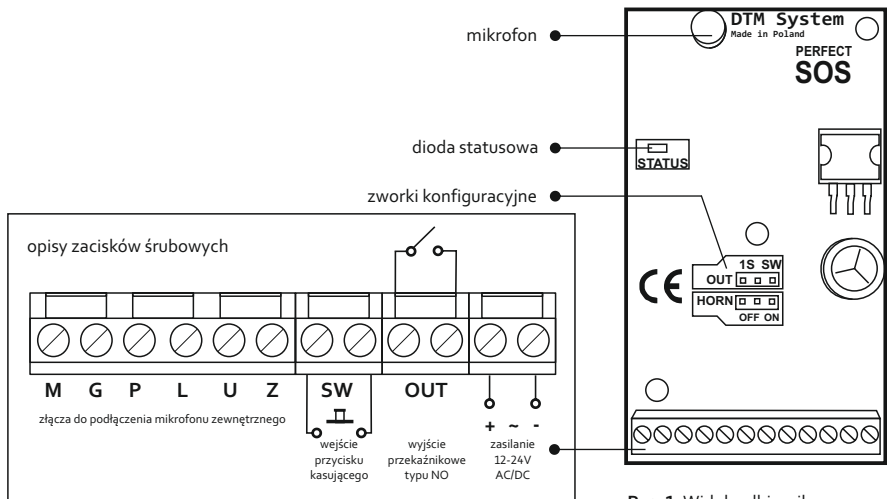 mikrofon
DTM System
Made in Poland
PERFECT
SOS
dioda statusowa
STATUS
zworki konfiguracyjne
opisy zacisków śrubowych
1S SW
OUT
HORN
OFF ON
CE
M G P L U Z SW OUT
złącza do podłączenia mikrofonu zewnętrznego
+ ~ -
wejście
przycisku
kasującego
wyjście
przekaźnikowe
typu NO
zasilanie
12-24V
AC/DC